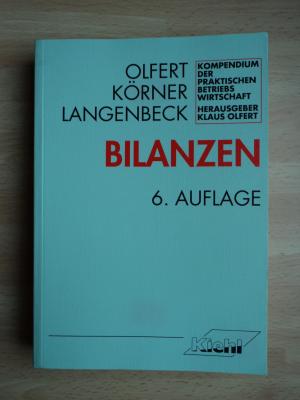 OLFERT
KÖRNER
LANGENBECK
KOMPENDIUM
DER
PRAKTISCHEN
BETRIEBS
WIRTSCHAFT
HERAUSGEBER
KLAUS OLFERT
BILANZEN
6. AUFLAGE
Kiehl